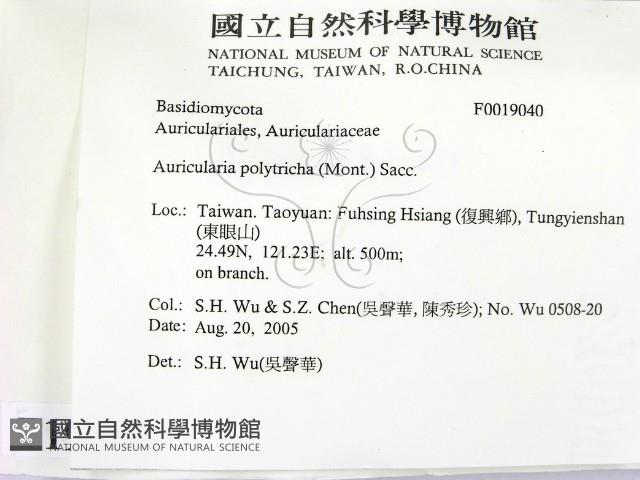 國立自然科學博物館
NATIONAL MUSEUM OF NATURAL SCIENCE
TAICHUNG, TAIWAN, R.O.CHINA
Basidiomycota F0019040
Auriculariales, Auriculariaceae
Auricularia polytricha (Mont.) Sacc.
Loc.: Taiwan. Taoyuan: Fuhsing Hsiang (復興鄉), Tungyienshan
(東眼山)
24.49N, 121.23E; alt. 500m;
on branch.
Col.: S.H. Wu & S.Z. Chen(吳聲華, 陳秀珍); No. Wu 0508-20
Date: Aug. 20, 2005
Det.: S.H. Wu(吳聲華)
國立自然科學博物館
NATIONAL MUSEUM OF NATURAL SCIENCE